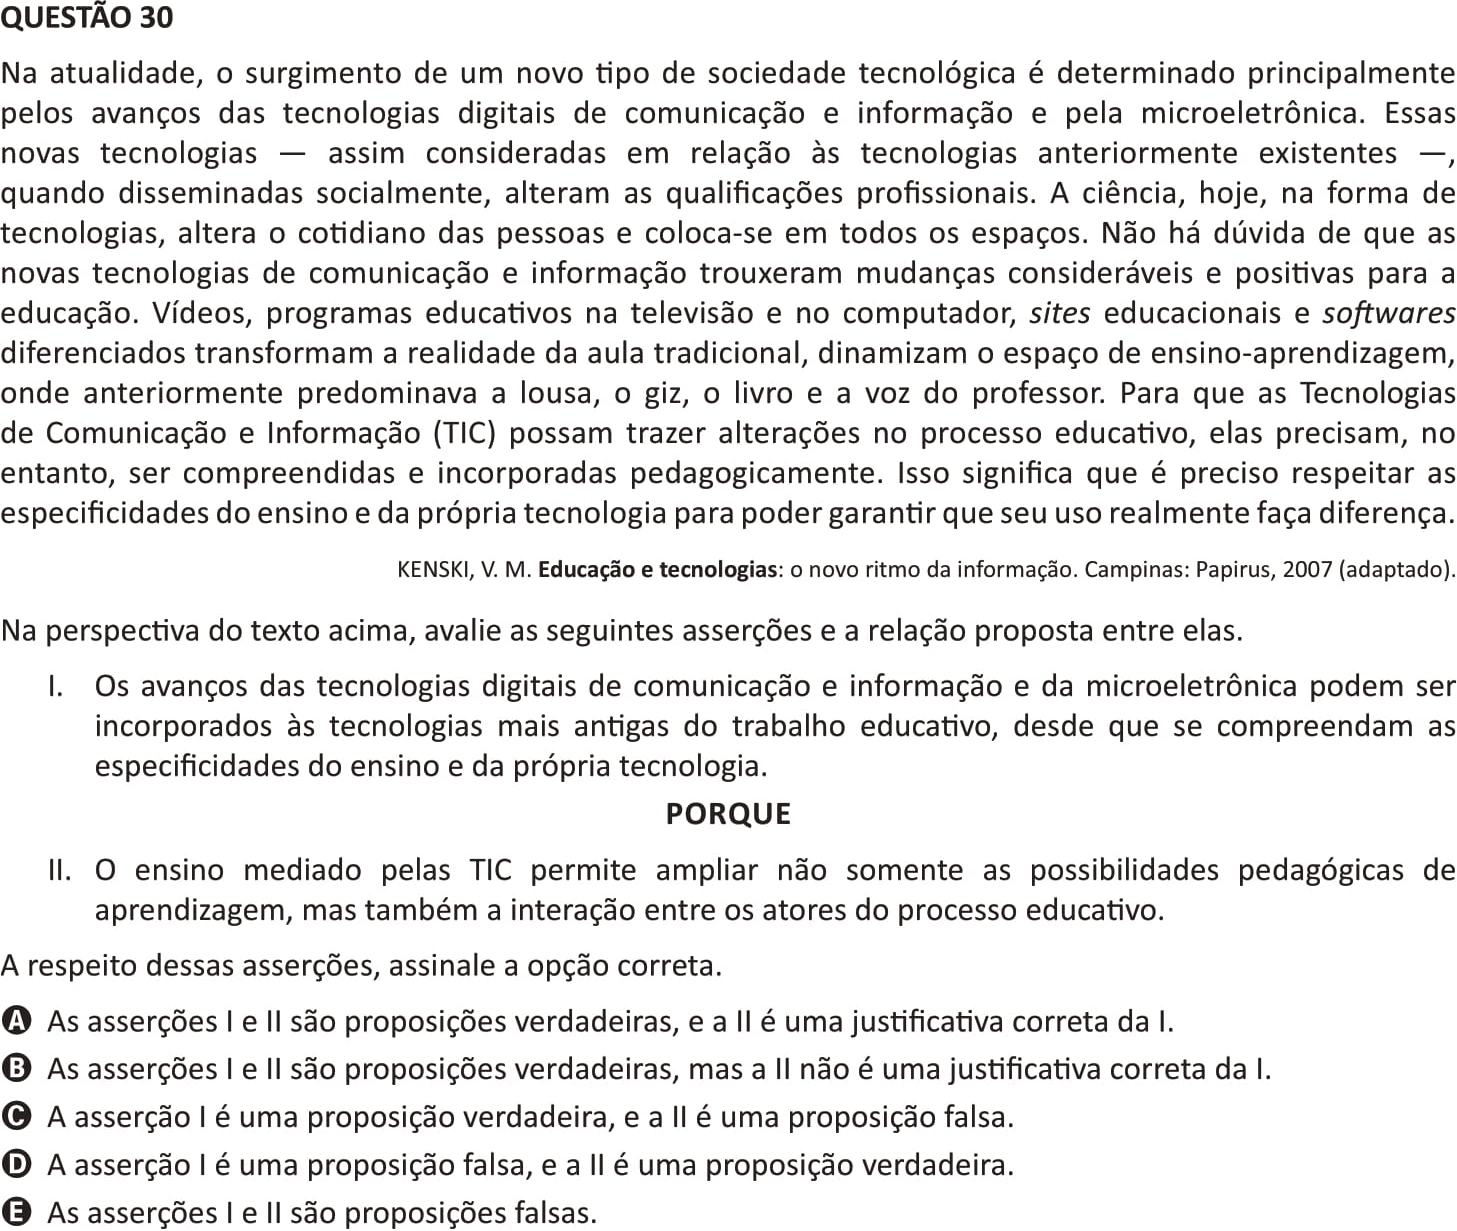 QUESTÃO 30
Na atualidade, o surgimento de um novo tipo de sociedade tecnológica é determinado principalmente
pelos avanços das tecnologias digitais de comunicação e informação e pela microeletrônica. Essas
novas tecnologias — assim consideradas em relação às tecnologias anteriormente existentes —,
quando disseminadas socialmente, alteram as qualificações profissionais. A ciência, hoje, na forma de
tecnologias, altera o cotidiano das pessoas e coloca-se em todos os espaços. Não há dúvida de que as
novas tecnologias de comunicação e informação trouxeram mudanças consideráveis e positivas para a
educação. Vídeos, programas educativos na televisão e no computador, sites educacionais e softwares
diferenciados transformam a realidade da aula tradicional, dinamizam o espaço de ensino-aprendizagem,
onde anteriormente predominava a lousa, o giz, o livro e a voz do professor. Para que as Tecnologias
de Comunicação e Informação (TIC) possam trazer alterações no processo educativo, elas precisam, no
entanto, ser compreendidas e incorporadas pedagogicamente. Isso significa que é preciso respeitar as
especificidades do ensino e da própria tecnologia para poder garantir que seu uso realmente faça diferença.
KENSKI, V. M. Educação e tecnologias: o novo ritmo da informação. Campinas: Papirus, 2007 (adaptado).
Na perspectiva do texto acima, avalie as seguintes asserções e a relação proposta entre elas.
I. Os avanços das tecnologias digitais de comunicação e informação e da microeletrônica podem ser
incorporados às tecnologias mais antigas do trabalho educativo, desde que se compreendam as
especificidades do ensino e da própria tecnologia.
PORQUE
II. O ensino mediado pelas TIC permite ampliar não somente as possibilidades pedagógicas de
aprendizagem, mas também a interação entre os atores do processo educativo.
A respeito dessas asserções, assinale a opção correta.
A As asserções I e II são proposições verdadeiras, e a II é uma justificativa correta da I.
B As asserções I e II são proposições verdadeiras, mas a II não é uma justificativa correta da I.
C A asserção I é uma proposição verdadeira, e a II é uma proposição falsa.
D A asserção I é uma proposição falsa, e a II é uma proposição verdadeira.
E As asserções I e II são proposições falsas.